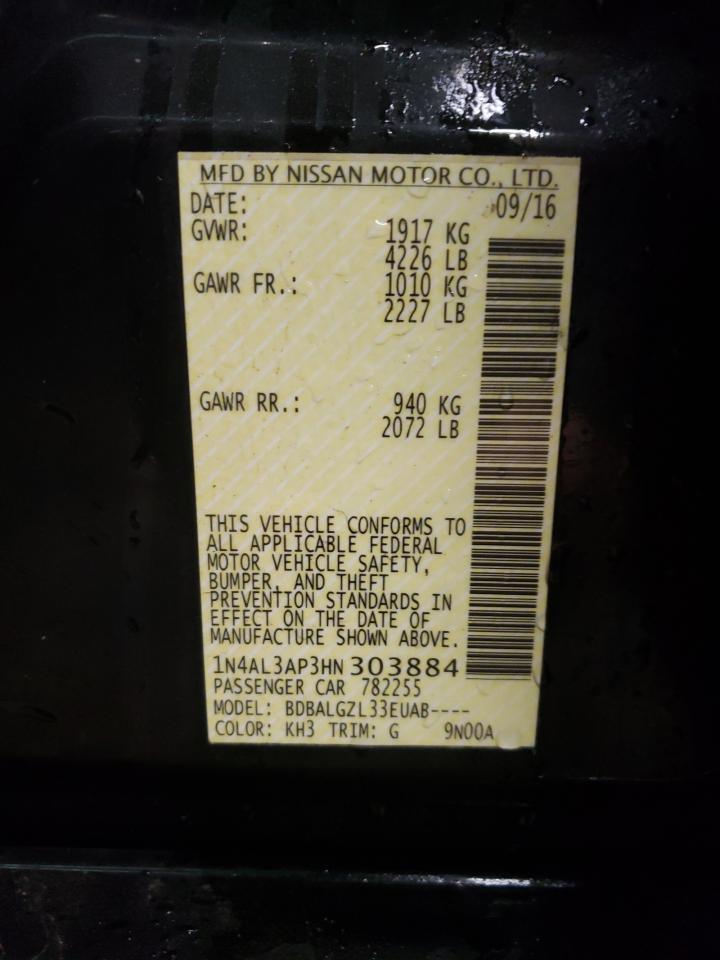 MFD BY NISSAN MOTOR CO., LTD.
DATE: 09/16
GVWR: 1917 KG
4226 LB
GAWR FR.: 1010 KG
2227 LB
GAWR RR.: 940 KG
2072 LB
THIS VEHICLE CONFORMS TO
ALL APPLICABLE FEDERAL
MOTOR VEHICLE SAFETY,
BUMPER, AND THEFT
PREVENTION STANDARDS IN
EFFECT ON THE DATE OF
MANUFACTURE SHOWN ABOVE.
1N4AL3AP3HN303884
PASSENGER CAR 782255
MODEL: BDBALGZL33EUAB----
COLOR: KH3 TRIM: G 9N00A